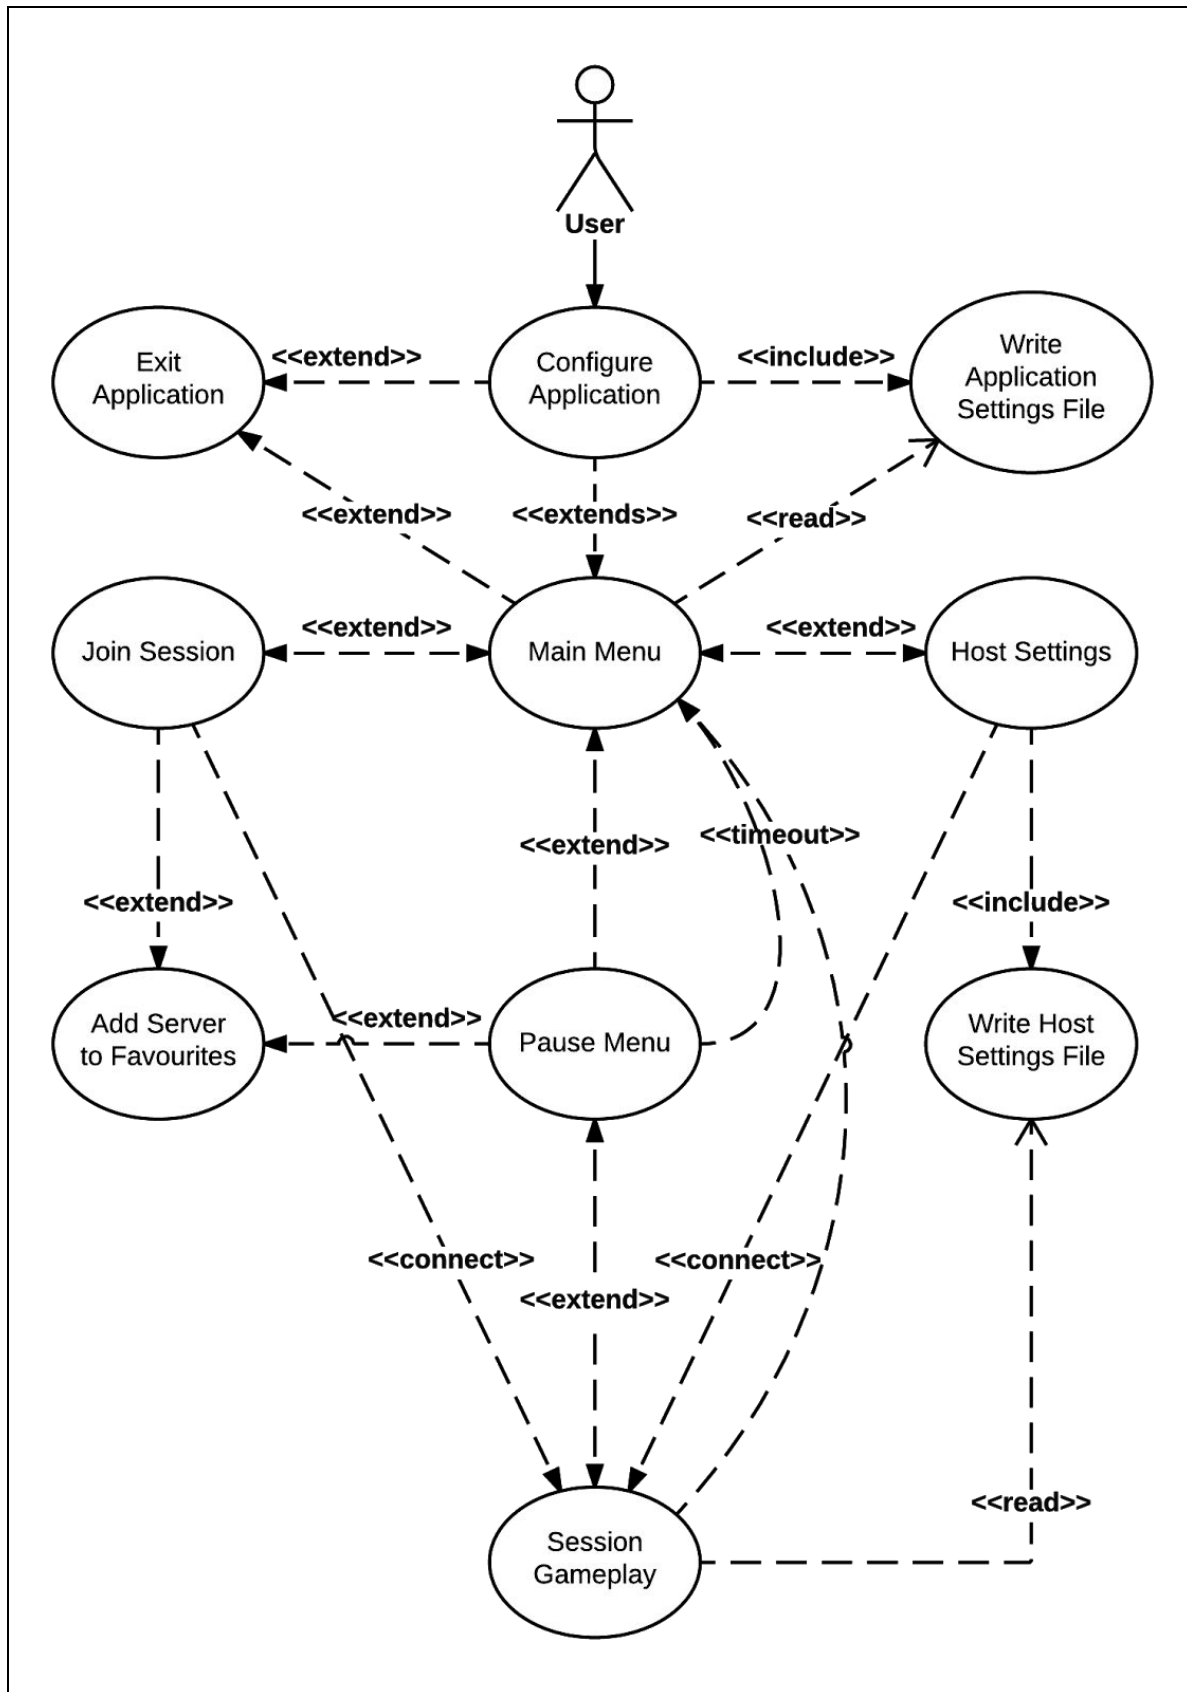 User
<<extend>>
<<include>>
Exit
Application
Configure
Application
Write
Application
Settings File
<<extend>>
<<extends>>
<<read>>
<<extend>>
<<extend>>
Join Session
Main Menu
Host Settings
<<timeout>>
<<extend>>
<<extend>>
<<include>>
<<extend>>
Add Server
to Favourites
Pause Menu
Write Host
Settings File
<<connect>>
<<connect>>
<<extend>>
<<read>>
Session
Gameplay